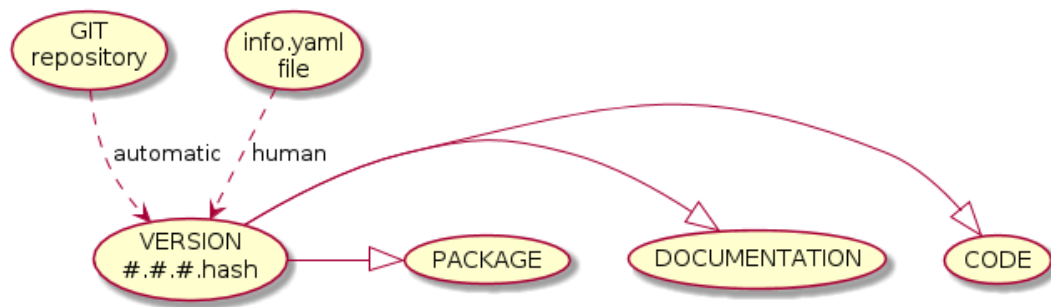 GIT
repository
info.yaml
file
automatic
human
VERSION
#.#.#.hash
PACKAGE
DOCUMENTATION
CODE